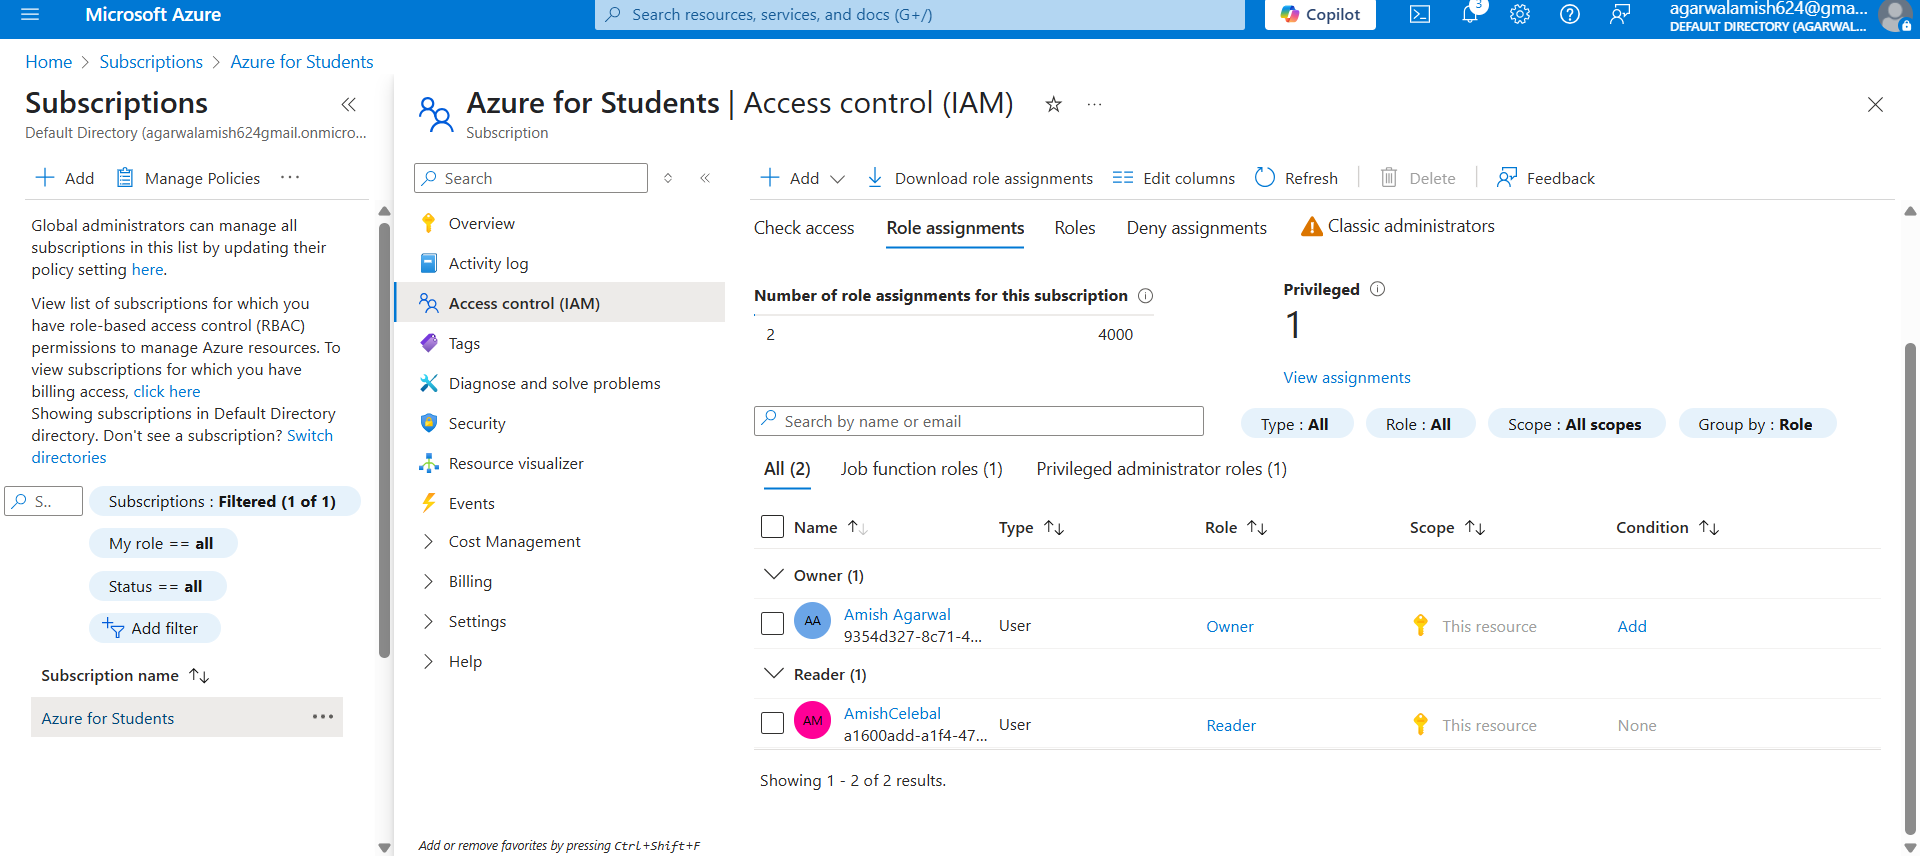 Microsoft Azure
Search resources, services, and docs (G+/)
Copilot
3
agarwalamish624@gma...
DEFAULT DIRECTORY (AGARWAL...
Home > Subscriptions > Azure for Students
Subscriptions
Default Directory (agarwalamish624gmail.onmicro...
Add
Manage Policies
...
Global administrators can manage all
subscriptions in this list by updating their
policy setting here.
View list of subscriptions for which you
have role-based access control (RBAC)
permissions to manage Azure resources. To
view subscriptions for which you have
billing access, click here
Showing subscriptions in Default Directory
directory. Don't see a subscription? Switch
directories
S..
Subscriptions : Filtered (1 of 1)
My role == all
Status == all
Add filter
Subscription name
Azure for Students
...
Azure for Students | Access control (IAM)
...
Subscription
Search
Overview
Activity log
Access control (IAM)
Tags
Diagnose and solve problems
Security
Resource visualizer
Events
Cost Management
Billing
Settings
Help
Add or remove favorites by pressing Ctrl+Shift+F
Add
Download role assignments
Edit columns
Refresh
Delete
Feedback
Check access
Role assignments
Roles
Deny assignments
Classic administrators
Number of role assignments for this subscription
2
4000
Privileged
1
View assignments
Search by name or email
Type : All
Role : All
Scope : All scopes
Group by : Role
All (2)
Job function roles (1)
Privileged administrator roles (1)
Name
Type
Role
Scope
Condition
Owner (1)
AA
Amish Agarwal
9354d327-8c71-4...
User
Owner
This resource
Add
Reader (1)
AM
AmishCelebal
a1600add-a1f4-47...
User
Reader
This resource
None
Showing 1 - 2 of 2 results.